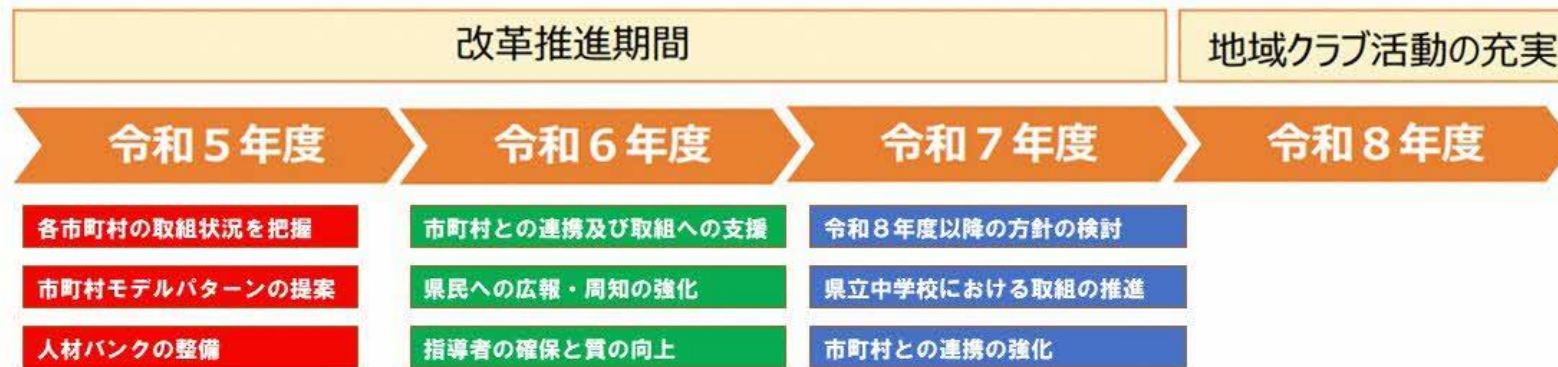 改革推進期間
地域クラブ活動の充実
令和５年度
令和６年度
令和７年度
令和８年度
各市町村の取組状況を把握
市町村モデルパターンの提案
人材バンクの整備
市町村との連携及び取組への支援
県民への広報・周知の強化
指導者の確保と質の向上
令和８年度以降の方針の検討
県立中学校における取組の推進
市町村との連携の強化